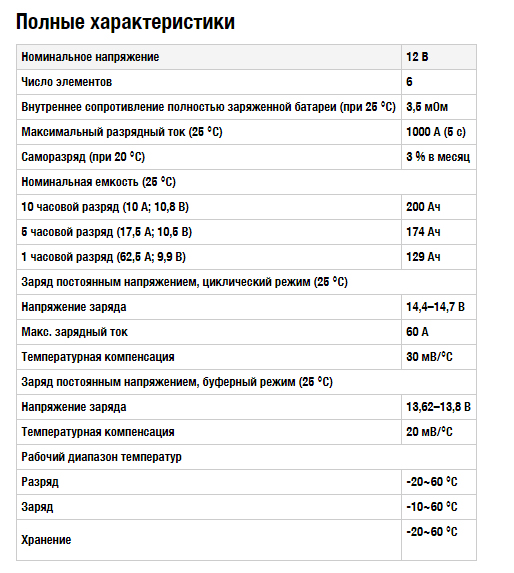 Полные характеристики
Номинальное напряжение 12 В
Число элементов 6
Внутреннее сопротивление полностью заряженной батареи (при 25 °С) 3,5 мОм
Максимальный разрядный ток (25 °С) 1000 А (5 с)
Саморазряд (при 20 °С) 3 % в месяц
Номинальная емкость (25 °С)
10 часовой разряд (10 А; 10,8 В) 200 Ач
5 часовой разряд (17,5 А; 10,5 В) 174 Ач
1 часовой разряд (62,5 А; 9,9 В) 129 Ач
Заряд постоянным напряжением, циклический режим (25 °С)
Напряжение заряда 14,4–14,7 В
Макс. зарядный ток 60 А
Температурная компенсация 30 мВ/°С
Заряд постоянным напряжением, буферный режим (25 °С)
Напряжение заряда 13,62–13,8 В
Температурная компенсация 20 мВ/°С
Рабочий диапазон температур
Разряд -20~60 °С
Заряд -10~60 °С
Хранение -20~60 °С